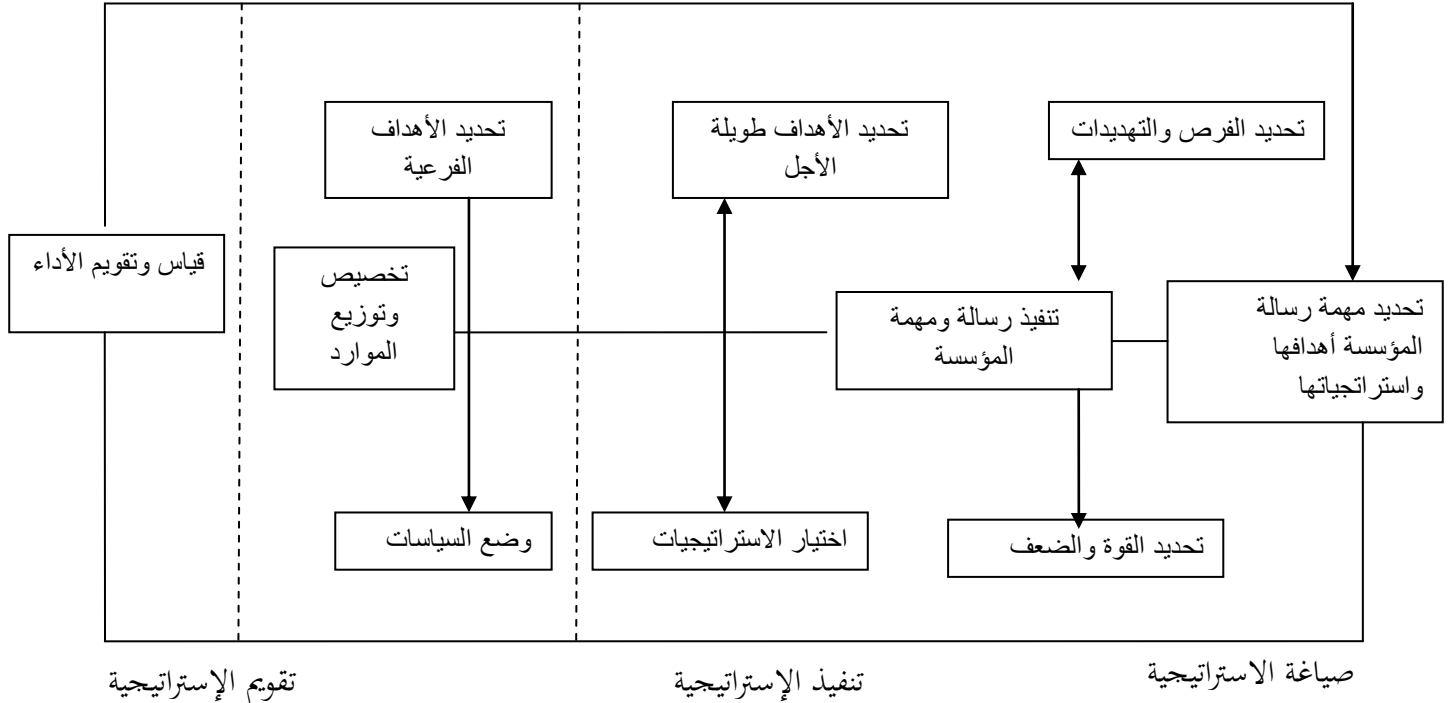 تحديد الفرص والتهديدات
تحديد الأهداف طويلة
الأجل
تحديد الأهداف
الفرعية
تحديد مهمة رسالة
المؤسسة أهدافها
واستراتجياتها
تنفيذ رسالة ومهمة
المؤسسة
تخصيص
وتوزيع
الموارد
قياس وتقويم الأداء
تحديد القوة والضعف
اختيار الاستراتيجيات
وضع السياسات
صياغة الاستراتيجية
تنفيذ الإستراتيجية
تقويم الإستراتيجية